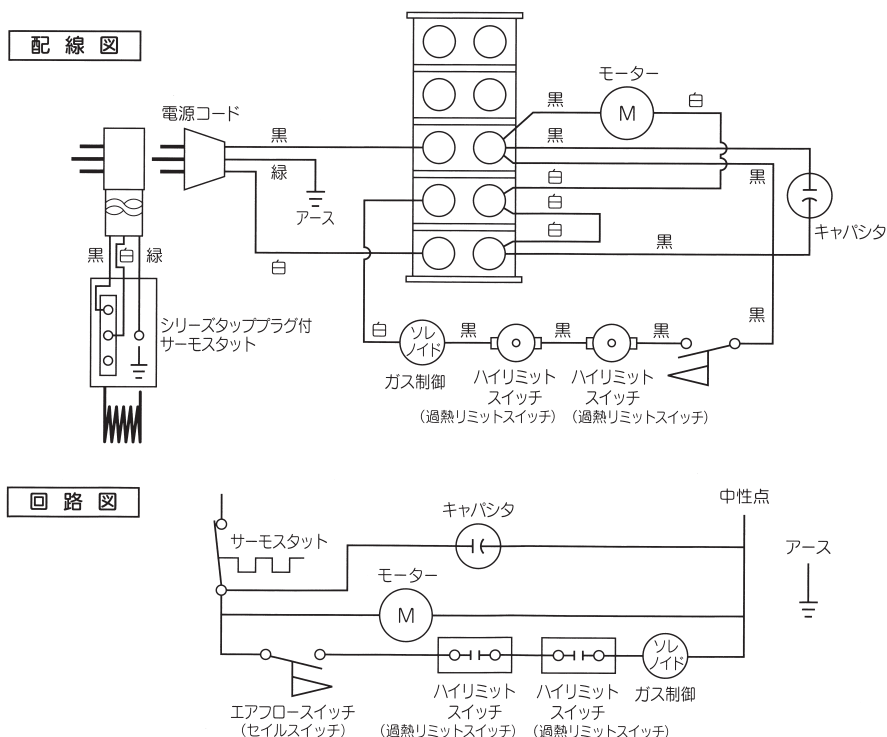 配線図
電源コード
黒
緑
アース
白
黒
白
緑
シリーズタッププラグ付
サーモスタット
モーター
M
黒
白
黒
白
白
白
黒
黒
キャパシタ
黒
白
ソレ
ノイド
黒
黒
黒
ガス制御
ハイリミット
スイッチ
(過熱リミットスイッチ)
ハイリミット
スイッチ
(過熱リミットスイッチ)
回路図
サーモスタット
キャパシタ
中性点
アース
モーター
M
ソレ
ノイド
エアフロースイッチ
(セイルスイッチ)
ハイリミット
スイッチ
(過熱リミットスイッチ)
ハイリミット
スイッチ
(過熱リミットスイッチ)
ガス制御